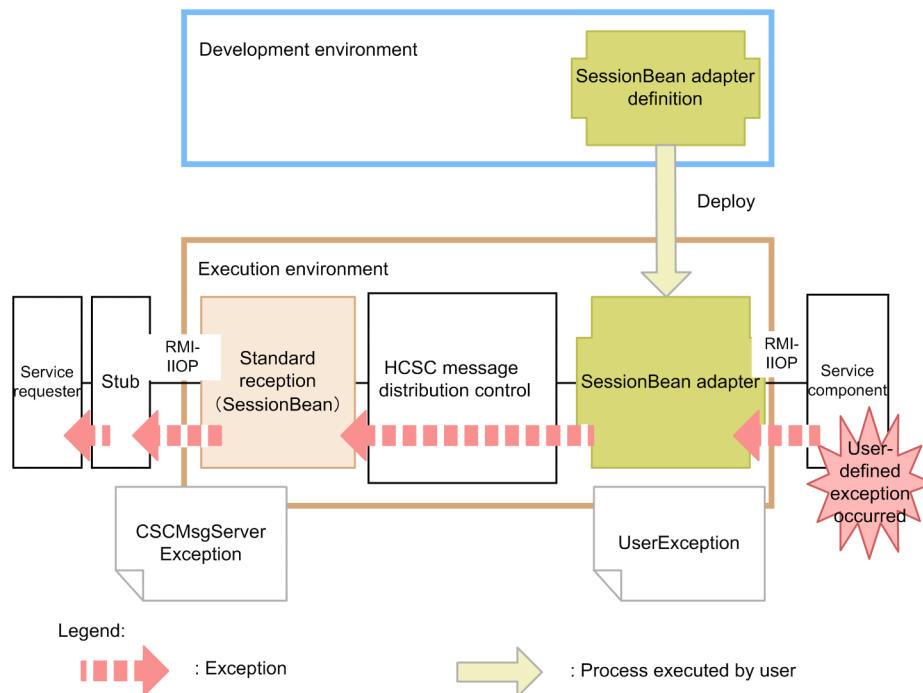 Development environment
SessionBean adapter
definition
Deploy
Execution environment
Service
requester
Stub
RMI-
IIOP
Standard
reception
（SessionBean）
HCSC message
distribution control
SessionBean adapter
RMI-
IIOP
Service
component
User-
defined
exception
occurred
CSCMsgServer
Exception
UserException
Legend:
: Exception
: Process executed by user